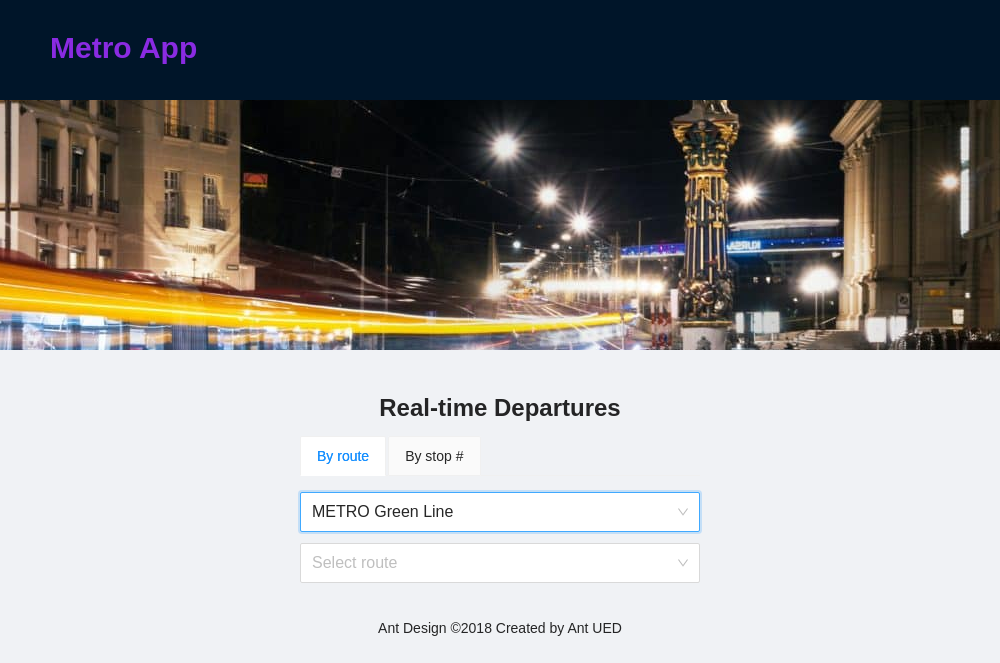 Metro App
Real-time Departures
By route
By stop #
METRO Green Line
Select route
Ant Design ©2018 Created by Ant UED